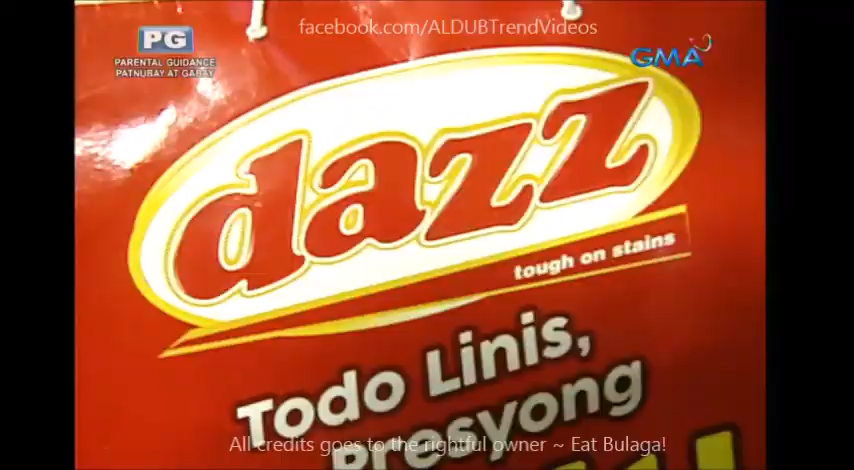 facebook.com/ALDUBTrendVideos
PG
PARENTAL GUIDANCE
PATNUBAY AT GABAY
GMA
dazz
tough on stains
Todo Linis,
Presyong
All credits goes to the rightful owner ~ Eat Bulaga!